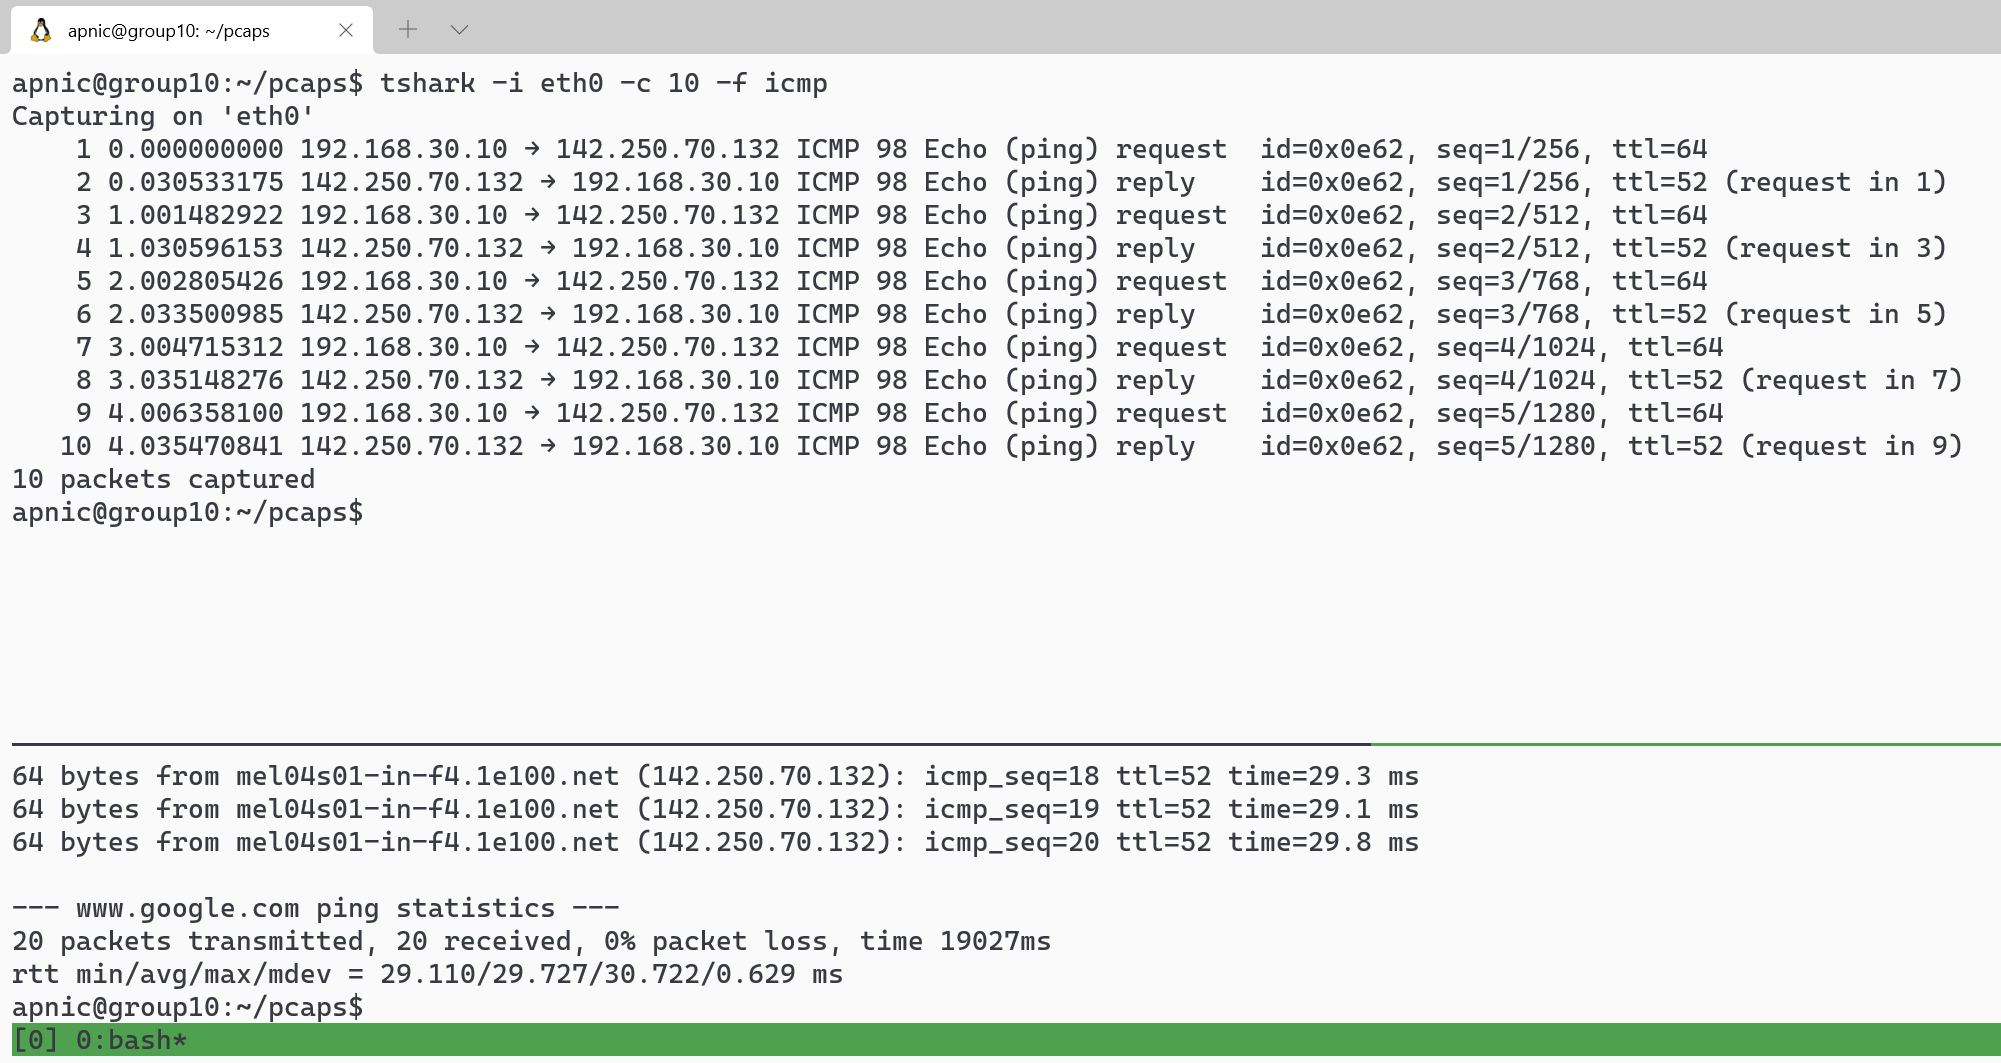 apnic@group10: ~/pcaps
apnic@group10:~/pcaps$ tshark -i eth0 -c 10 -f icmp
Capturing on 'eth0'
1 0.000000000 192.168.30.10 → 142.250.70.132 ICMP 98 Echo (ping) request  id=0x0e62, seq=1/256, ttl=64
2 0.030533175 142.250.70.132 → 192.168.30.10 ICMP 98 Echo (ping) reply    id=0x0e62, seq=1/256, ttl=52 (request in 1)
3 1.001482922 192.168.30.10 → 142.250.70.132 ICMP 98 Echo (ping) request  id=0x0e62, seq=2/512, ttl=64
4 1.030596153 142.250.70.132 → 192.168.30.10 ICMP 98 Echo (ping) reply    id=0x0e62, seq=2/512, ttl=52 (request in 3)
5 2.002805426 192.168.30.10 → 142.250.70.132 ICMP 98 Echo (ping) request  id=0x0e62, seq=3/768, ttl=64
6 2.033500985 142.250.70.132 → 192.168.30.10 ICMP 98 Echo (ping) reply    id=0x0e62, seq=3/768, ttl=52 (request in 5)
7 3.004715312 192.168.30.10 → 142.250.70.132 ICMP 98 Echo (ping) request  id=0x0e62, seq=4/1024, ttl=64
8 3.035148276 142.250.70.132 → 192.168.30.10 ICMP 98 Echo (ping) reply    id=0x0e62, seq=4/1024, ttl=52 (request in 7)
9 4.006358100 192.168.30.10 → 142.250.70.132 ICMP 98 Echo (ping) request  id=0x0e62, seq=5/1280, ttl=64
10 4.035470841 142.250.70.132 → 192.168.30.10 ICMP 98 Echo (ping) reply    id=0x0e62, seq=5/1280, ttl=52 (request in 9)
10 packets captured
apnic@group10:~/pcaps$
64 bytes from mel04s01-in-f4.1e100.net (142.250.70.132): icmp_seq=18 ttl=52 time=29.3 ms
64 bytes from mel04s01-in-f4.1e100.net (142.250.70.132): icmp_seq=19 ttl=52 time=29.1 ms
64 bytes from mel04s01-in-f4.1e100.net (142.250.70.132): icmp_seq=20 ttl=52 time=29.8 ms
--- www.google.com ping statistics ---
20 packets transmitted, 20 received, 0% packet loss, time 19027ms
rtt min/avg/max/mdev = 29.110/29.727/30.722/0.629 ms
apnic@group10:~/pcaps$
[0] 0:bash*